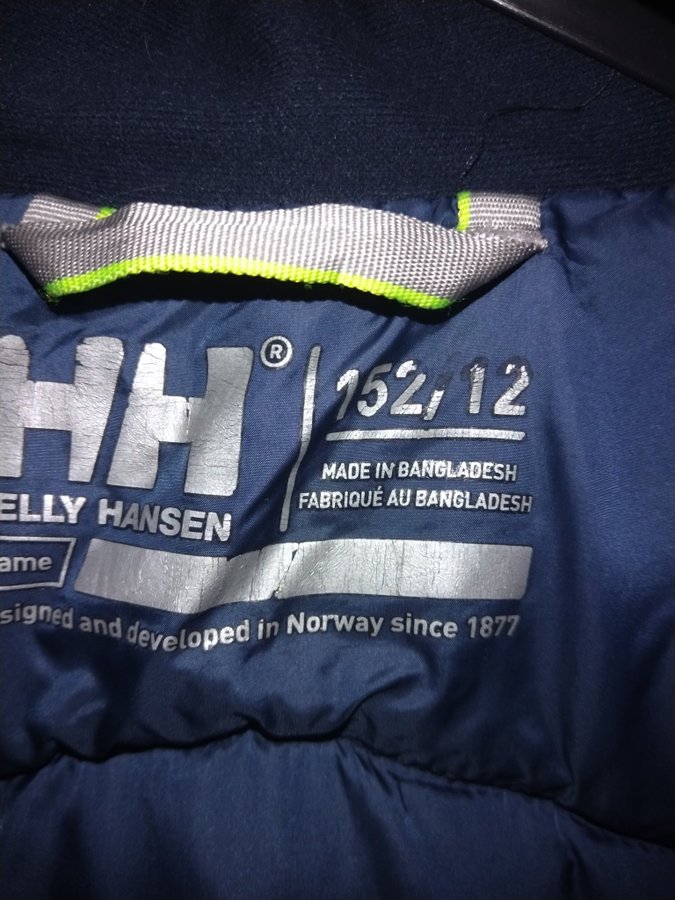 HH®
152/12
MADE IN BANGLADESH
FABRIQUÉ AU BANGLADESH
ELLY HANSEN
ame
signed and developed in Norway since 1877